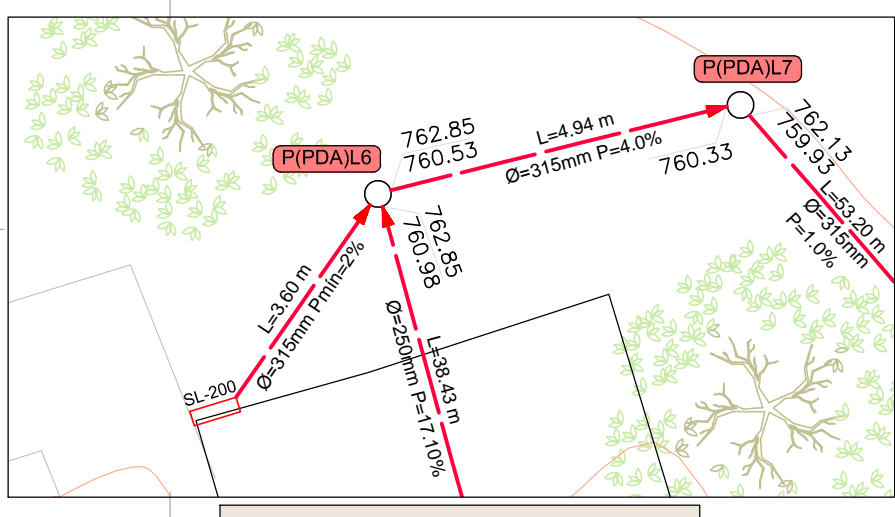 P(PDA)L7
762.85
760.53
L=4.94 m
Ø=315mm P=4.0%
760.33
762.13
759.93
P(PDA)L6
762.85
760.98
L=53.20 m
Ø=315mm
P=1.0%
L=3.60 m
Ø=315mm Pmín=2%
L=38.43 m
Ø=250mm P=17.10%
SL-200